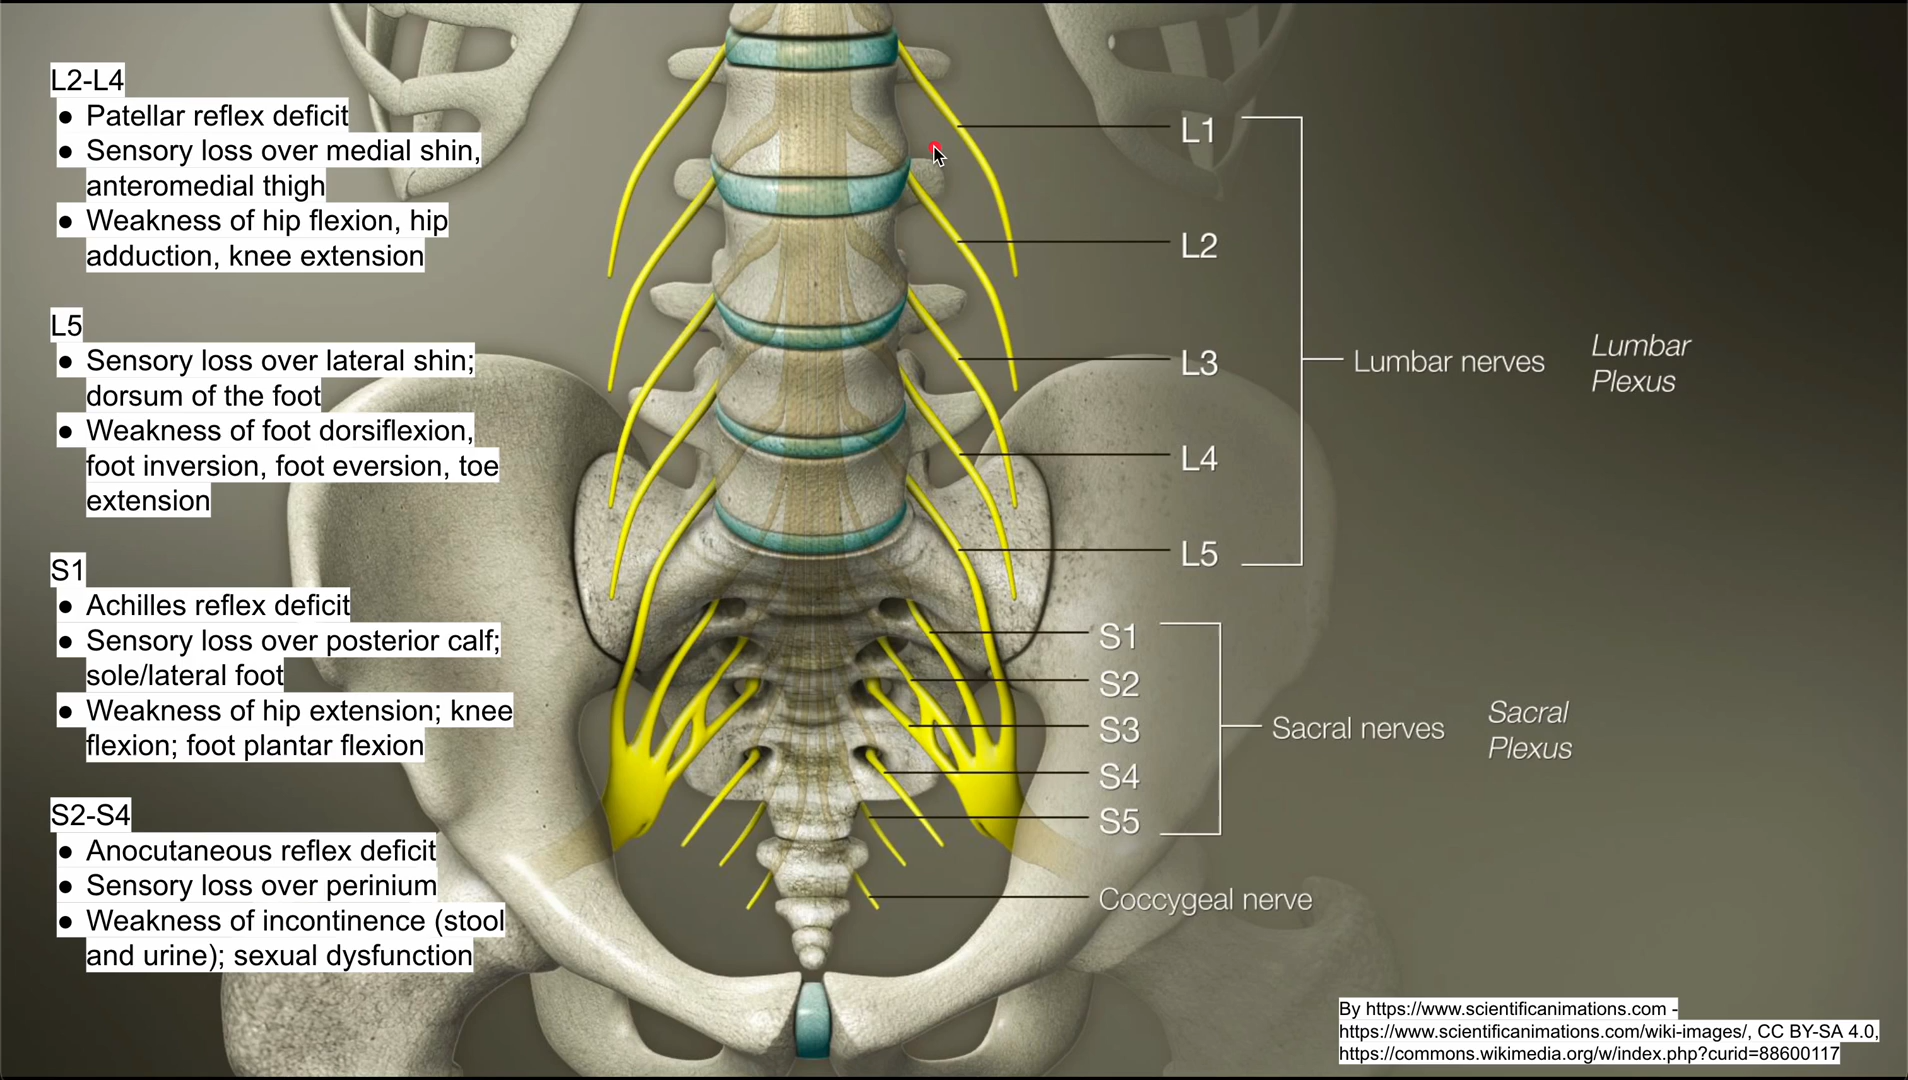 L2-L4
● Patellar reflex deficit
● Sensory loss over medial shin,
anteromedial thigh
● Weakness of hip flexion, hip
adduction, knee extension
L5
● Sensory loss over lateral shin;
dorsum of the foot
● Weakness of foot dorsiflexion,
foot inversion, foot eversion, toe
extension
S1
● Achilles reflex deficit
● Sensory loss over posterior calf;
sole/lateral foot
● Weakness of hip extension; knee
flexion; foot plantar flexion
S2-S4
● Anocutaneous reflex deficit
● Sensory loss over perinium
● Weakness of incontinence (stool
and urine); sexual dysfunction
L1
L2
L3
L4
L5
Lumbar nerves
Lumbar
Plexus
S1
S2
S3
S4
S5
Sacral nerves
Sacral
Plexus
Coccygeal nerve
By https://www.scientificanimations.com -
https://www.scientificanimations.com/wiki-images/, CC BY-SA 4.0,
https://commons.wikimedia.org/w/index.php?curid=88600117